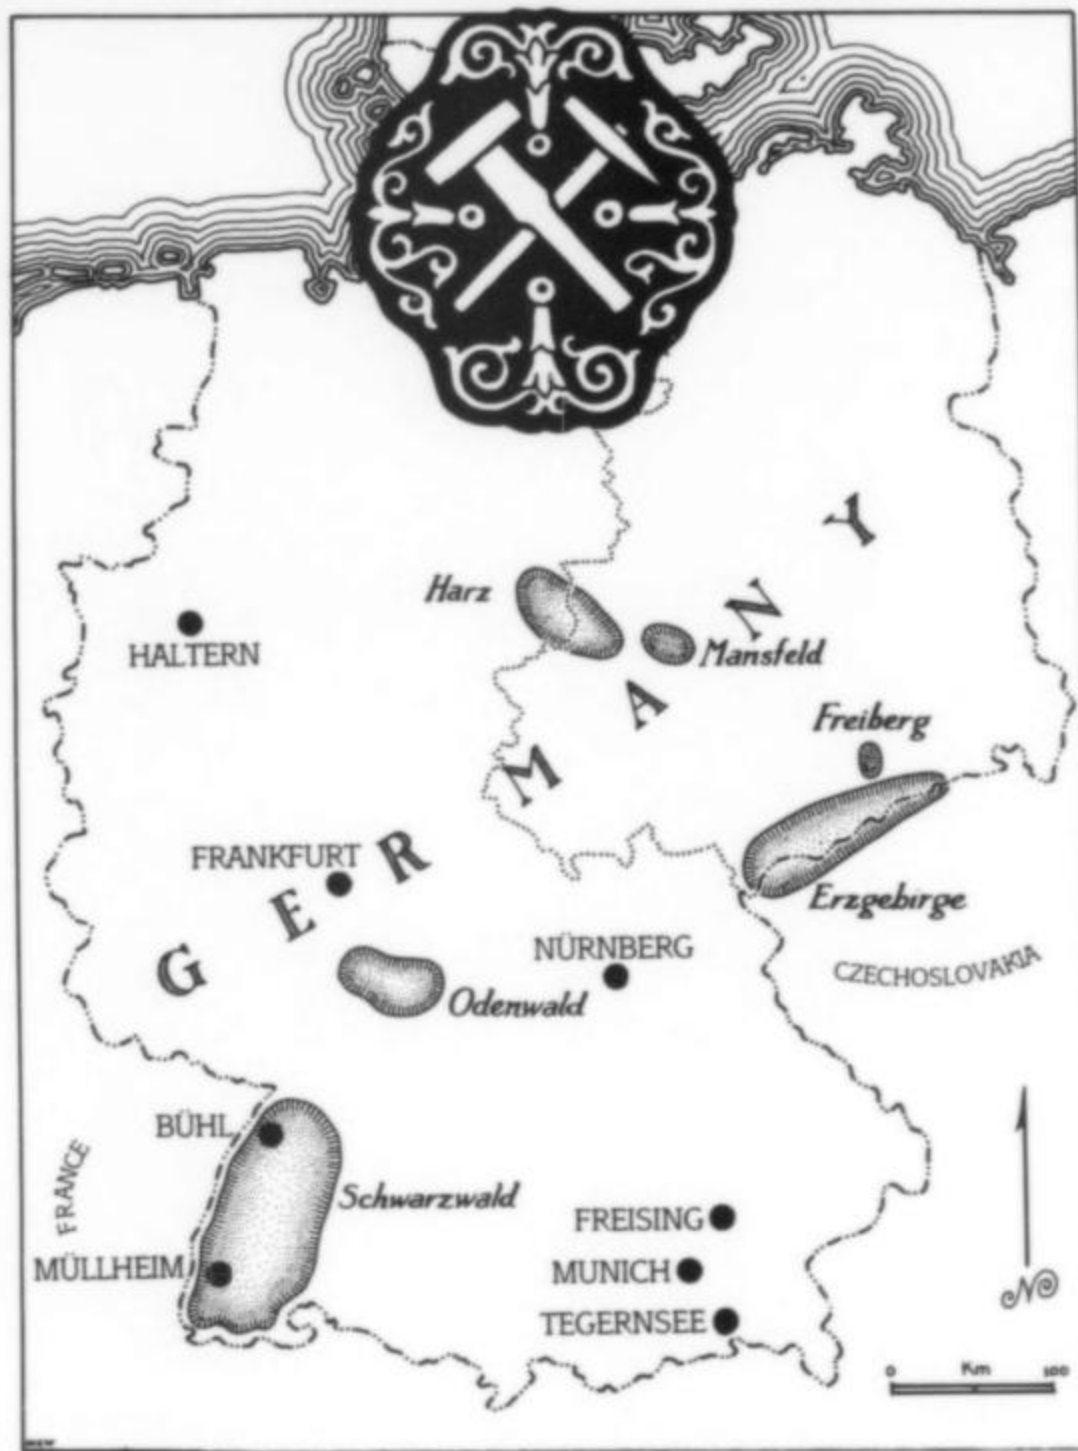 Harz
HALTERN
Mansfeld
Freiberg
GERMANY
FRANKFURT
Erzgebirge
NÜRNBERG
CZECHOSLOVAKIA
Odenwald
BÜHL
FRANCE
Schwarzwald
FREISING
MÜLLHEIM
MUNICH
N
TEGERNSEE
0 Km 100